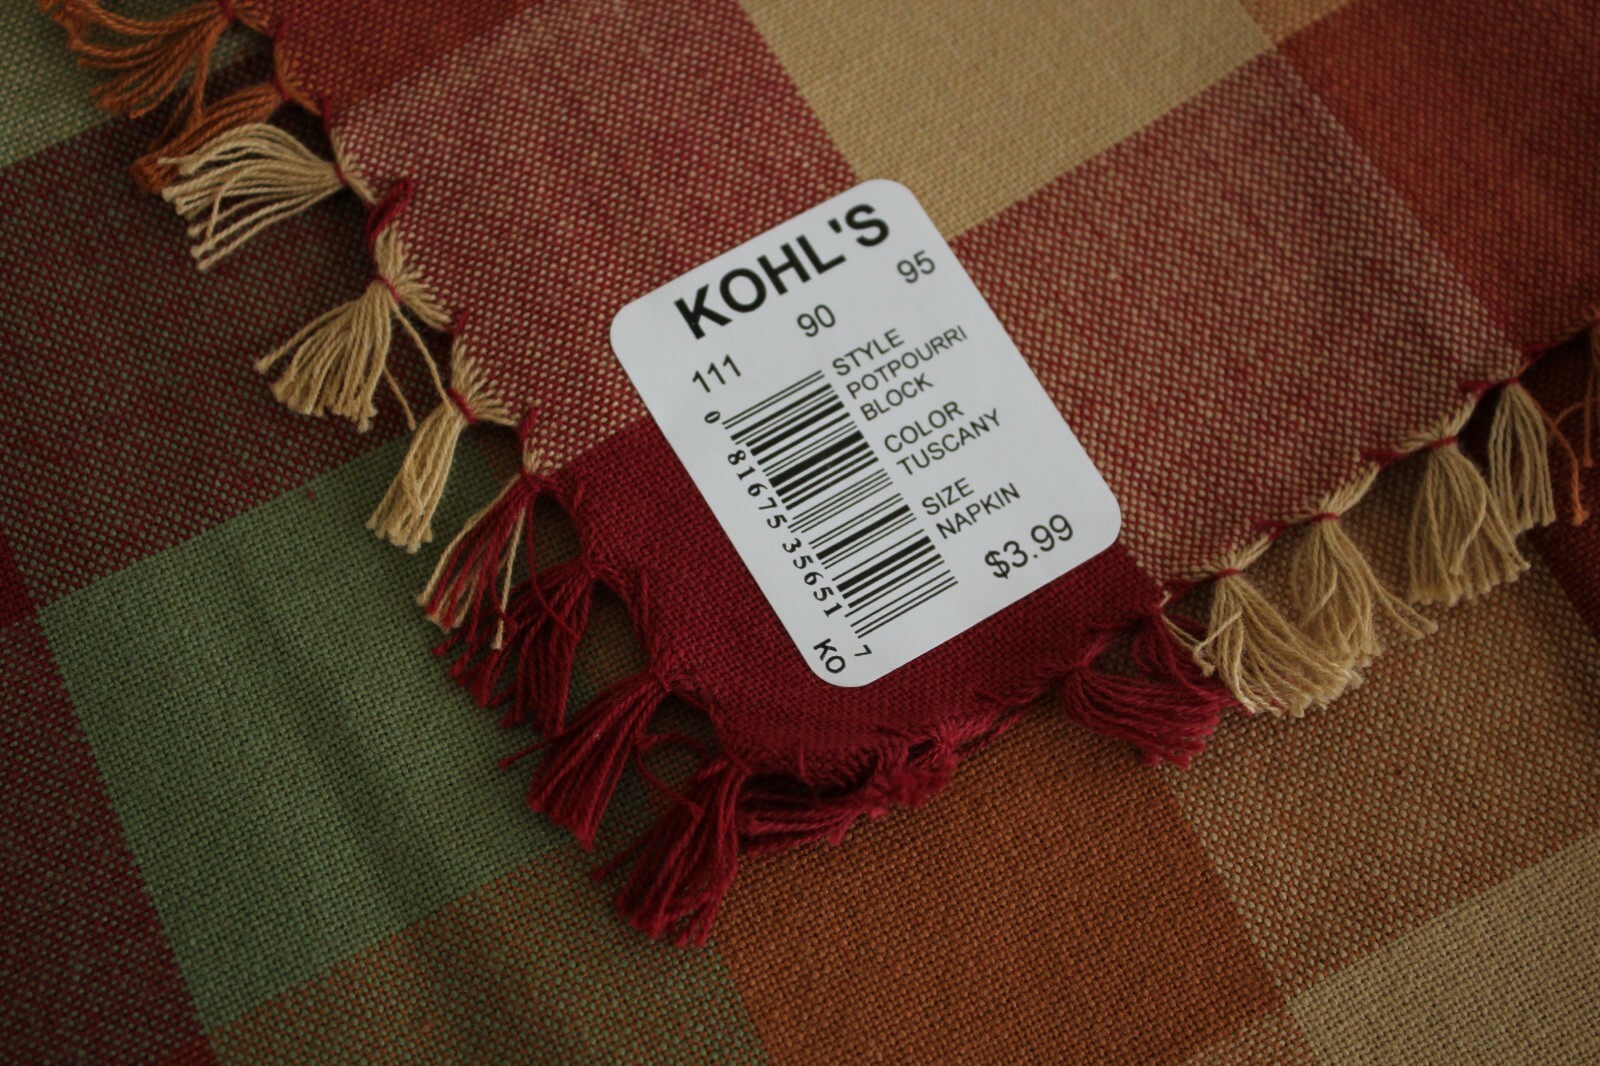 KOHL'S
111 90 95
STYLE
POTPOURRI
BLOCK
COLOR
TUSCANY
SIZE
NAPKIN
$3.99
0 81675 35651 7
KO